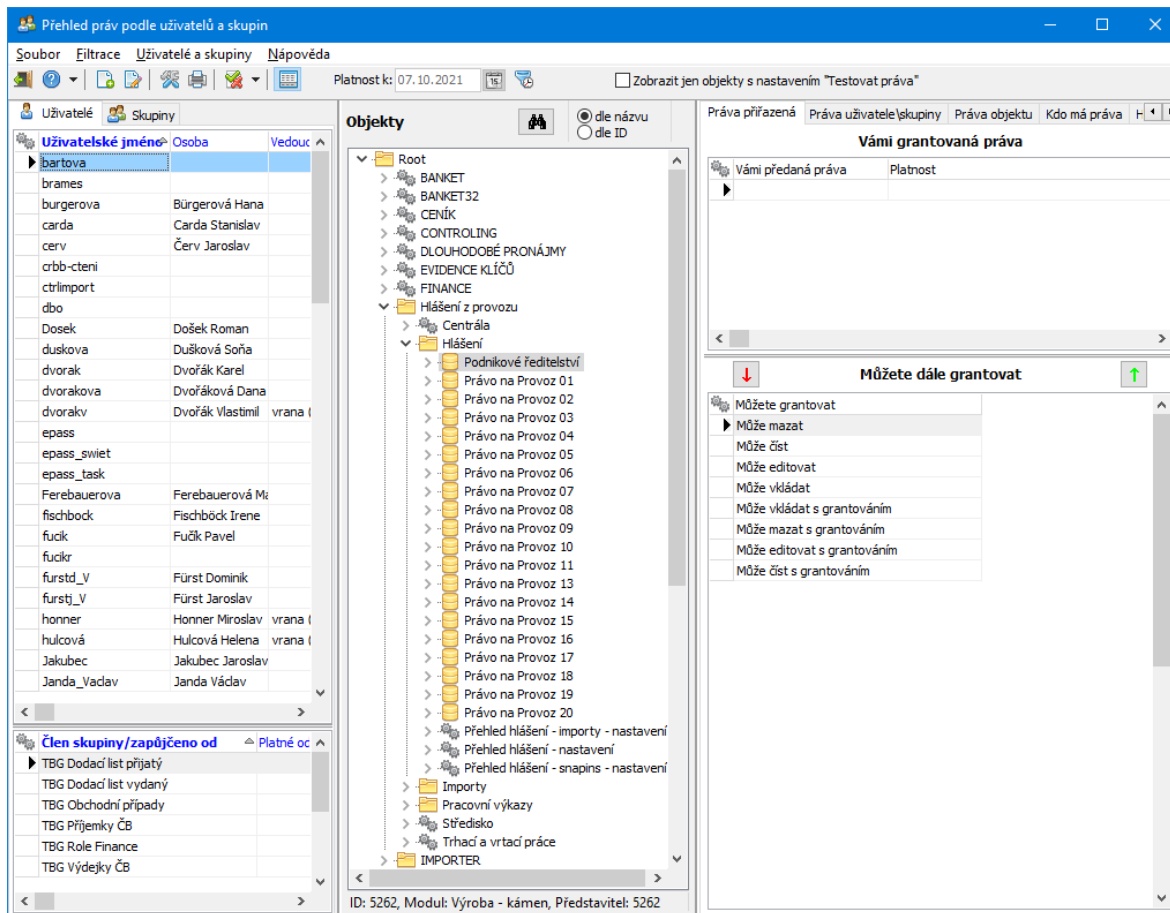 Přehled práv podle uživatelů a skupin
Soubor Filtrace Uživatelé a skupiny Nápověda
Platnost k: 07.10.2021 15 Zobrazit jen objekty s nastavením "Testovat práva"
Uživatelé Skupiny
Uživatelské jméno Osoba Vedouc
bartova
brames
burgerova Bürgerová Hana
carda Carda Stanislav
cerv Červ Jaroslav
crbb-cteni
ctrlimport
dbo
Dosek Došek Roman
duskova Dušková Soňa
dvorak Dvořák Karel
dvorakova Dvořáková Dana
dvorakv Dvořák Vlastimil vrana (
epass
epass_swiet
epass_task
Ferebauerova Ferebauerová Ma
fischbock Fischböck Irene
fucik Fučík Pavel
fucikr
furstd_V Fürst Dominik
furstj_V Fürst Jaroslav
honner Honner Miroslav vrana (
hulcová Hulcová Helena vrana (
Jakubec Jakubec Jaroslav
Janda_Vaclav Janda Václav
Člen skupiny/zapůjčeno od Platné od
TBG Dodací list přijatý
TBG Dodací list vydaný
TBG Obchodní případy
TBG Příjemky ČB
TBG Role Finance
TBG Výdejky ČB
Objekty
dle názvu
dle ID
Root
BANKET
BANKET32
CENÍK
CONTROLING
DLOUHODOBÉ PRONÁJMY
EVIDENCE KLÍČŮ
FINANCE
Hlášení z provozu
Centrála
Hlášení
Podnikové ředitelství
Právo na Provoz 01
Právo na Provoz 02
Právo na Provoz 03
Právo na Provoz 04
Právo na Provoz 05
Právo na Provoz 06
Právo na Provoz 07
Právo na Provoz 08
Právo na Provoz 09
Právo na Provoz 10
Právo na Provoz 11
Právo na Provoz 13
Právo na Provoz 14
Právo na Provoz 15
Právo na Provoz 16
Právo na Provoz 17
Právo na Provoz 18
Právo na Provoz 19
Právo na Provoz 20
Přehled hlášení - importy - nastavení
Přehled hlášení - nastavení
Přehled hlášení - snapins - nastavení
Importy
Pracovní výkazy
Středisko
Trhací a vrtací práce
IMPORTER
ID: 5262, Modul: Výroba - kámen, Představitel: 5262
Práva přiřazená Práva uživatele\skupiny Práva objektu Kdo má práva H
Vámi grantovaná práva
Vámi předaná práva Platnost
Můžete dále grantovat
Můžete grantovat
Může mazat
Může číst
Může editovat
Může vkládat
Může vkládat s grantováním
Může mazat s grantováním
Může editovat s grantováním
Může číst s grantováním